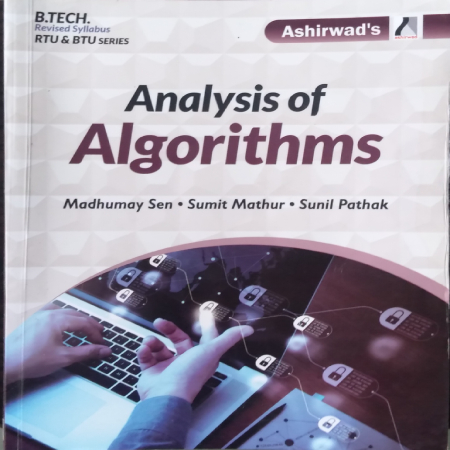 B.TECH.
Revised Syllabus
RTU & BTU SERIES
Ashirwad's
Analysis of
Algorithms
Madhumay Sen • Sumit Mathur • Sunil Pathak